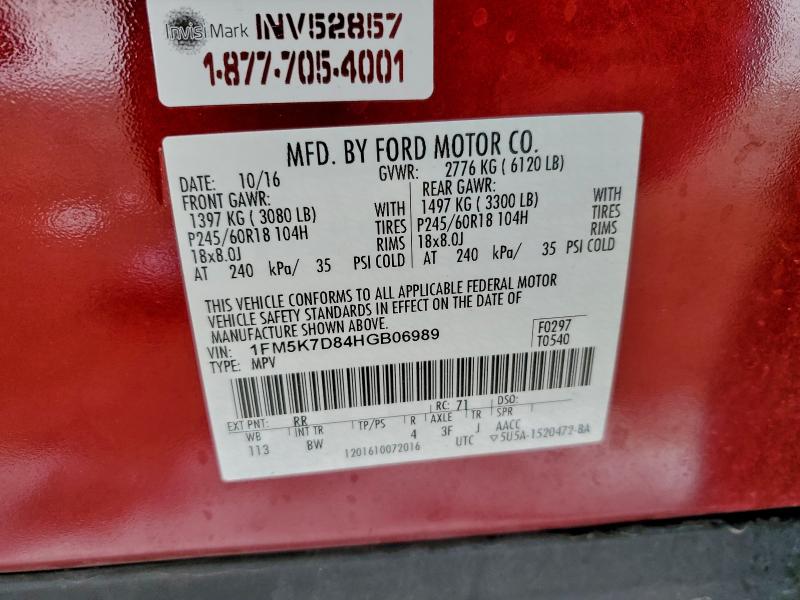 InvisiMark INV52857
1·877·705·4001
MFD. BY FORD MOTOR CO.
DATE: 10/16 GVWR: 2776 KG ( 6120 LB)
FRONT GAWR: REAR GAWR:
1397 KG ( 3080 LB) WITH 1497 KG ( 3300 LB) WITH
P245/60R18 104H TIRES P245/60R18 104H TIRES
18x8.0J RIMS 18x8.0J RIMS
AT 240 kPa/ 35 PSI COLD AT 240 kPa/ 35 PSI COLD
THIS VEHICLE CONFORMS TO ALL APPLICABLE FEDERAL MOTOR
VEHICLE SAFETY STANDARDS IN EFFECT ON THE DATE OF
MANUFACTURE SHOWN ABOVE.
VIN: 1FM5K7D84HGB06989 F0297
TYPE: MPV T0540
EXT PNT: RR RC: 71 DSO:
WB INT TR TP/PS R AXLE TR SPR
113 BW 4 3F J AACC
1201610072016 UTC ▽5U5A-1520472-BA